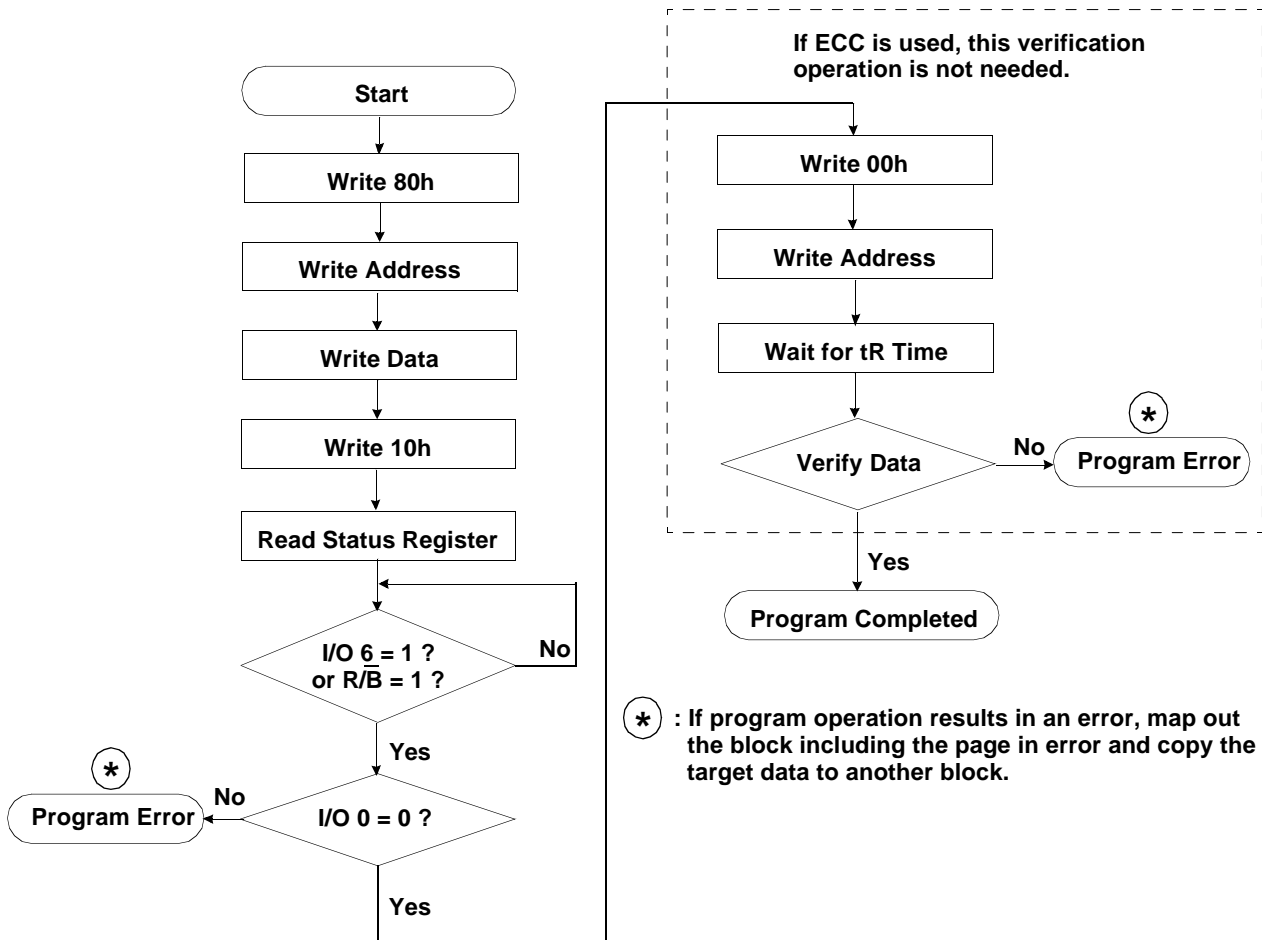 Start
Write 80h
Write Address
Write Data
Write 10h
Read Status Register
I/O 6 = 1 ?
or R/B̅ = 1 ?
No
Yes
*
No
Program Error
I/O 0 = 0 ?
Yes
If ECC is used, this verification
operation is not needed.
Write 00h
Write Address
Wait for tR Time
*
Verify Data
No
Program Error
Yes
Program Completed
* : If program operation results in an error, map out
the block including the page in error and copy the
target data to another block.